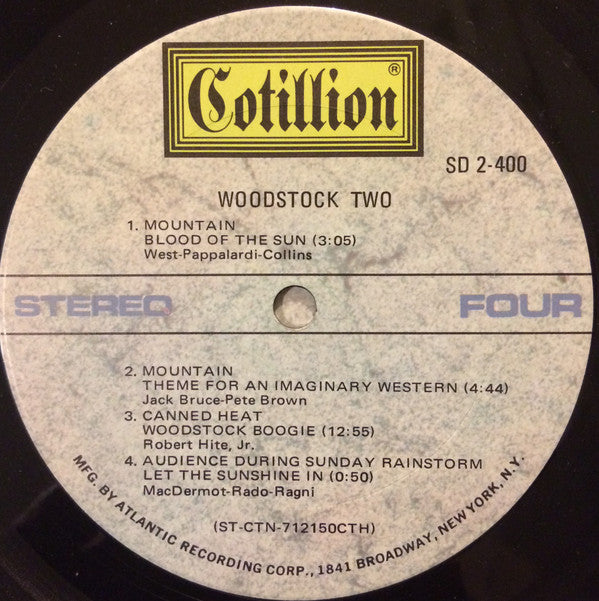 Cotillion®
SD 2-400
WOODSTOCK TWO
1. MOUNTAIN
BLOOD OF THE SUN (3:05)
West-Pappalardi-Collins
STEREO
FOUR
2. MOUNTAIN
THEME FOR AN IMAGINARY WESTERN (4:44)
Jack Bruce-Pete Brown
3. CANNED HEAT
WOODSTOCK BOOGIE (12:55)
Robert Hite, Jr.
4. AUDIENCE DURING SUNDAY RAINSTORM
LET THE SUNSHINE IN (0:50)
MacDermot-Rado-Ragni
(ST-CTN-712150CTH)
MFG. BY ATLANTIC RECORDING CORP., 1841 BROADWAY, NEW YORK, N.Y.